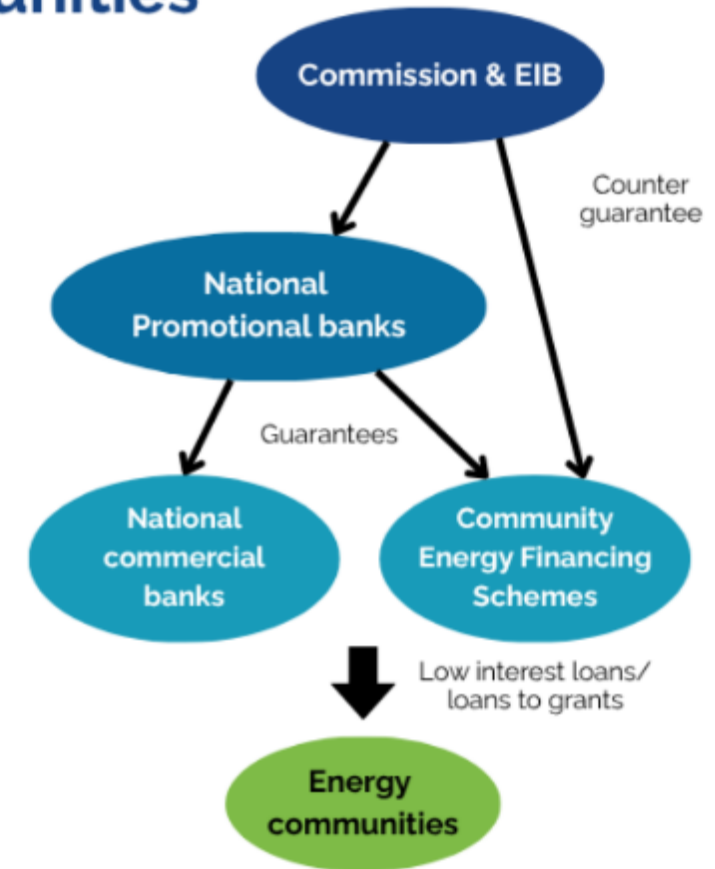 Commission & EIB
Counter
guarantee
National
Promotional banks
Guarantees
National
commercial
banks
Community
Energy Financing
Schemes
Low interest loans/
loans to grants
Energy
communities